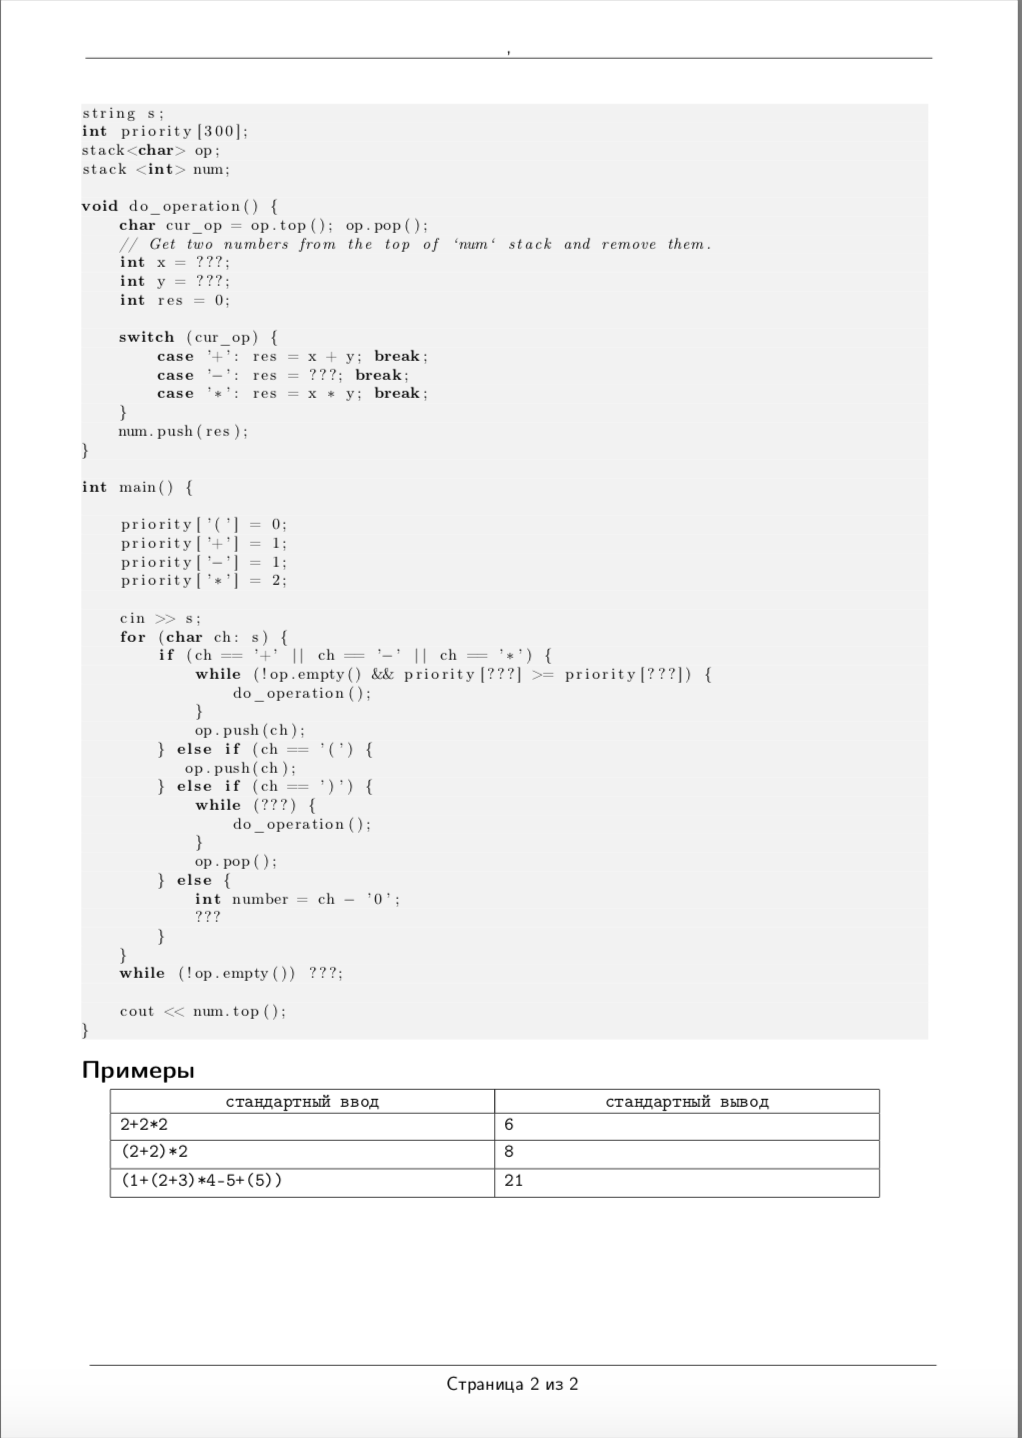 string s;
int priority[300];
stack<char> op;
stack <int> num;
void do_operation() {
char cur_op = op.top(); op.pop();
// Get two numbers from the top of ‘num‘ stack and remove them.
int x = ???;
int y = ???;
int res = 0;
switch (cur_op) {
case '+': res = x + y; break;
case '-': res = ???; break;
case '*': res = x * y; break;
}
num.push(res);
}
int main() {
priority['('] = 0;
priority['+'] = 1;
priority['-'] = 1;
priority['*'] = 2;
cin >> s;
for (char ch: s) {
if (ch == '+' || ch == '-' || ch == '*') {
while (!op.empty() && priority[???] >= priority[???]) {
do_operation();
}
op.push(ch);
} else if (ch == '(') {
op.push(ch);
} else if (ch == ')') {
while (???) {
do_operation();
}
op.pop();
} else {
int number = ch - '0';
???
}
}
while (!op.empty()) ???;
cout << num.top();
}
Примеры
стандартный ввод стандартный вывод
2+2*2 6
(2+2)*2 8
(1+(2+3)*4-5+(5)) 21
Страница 2 из 2